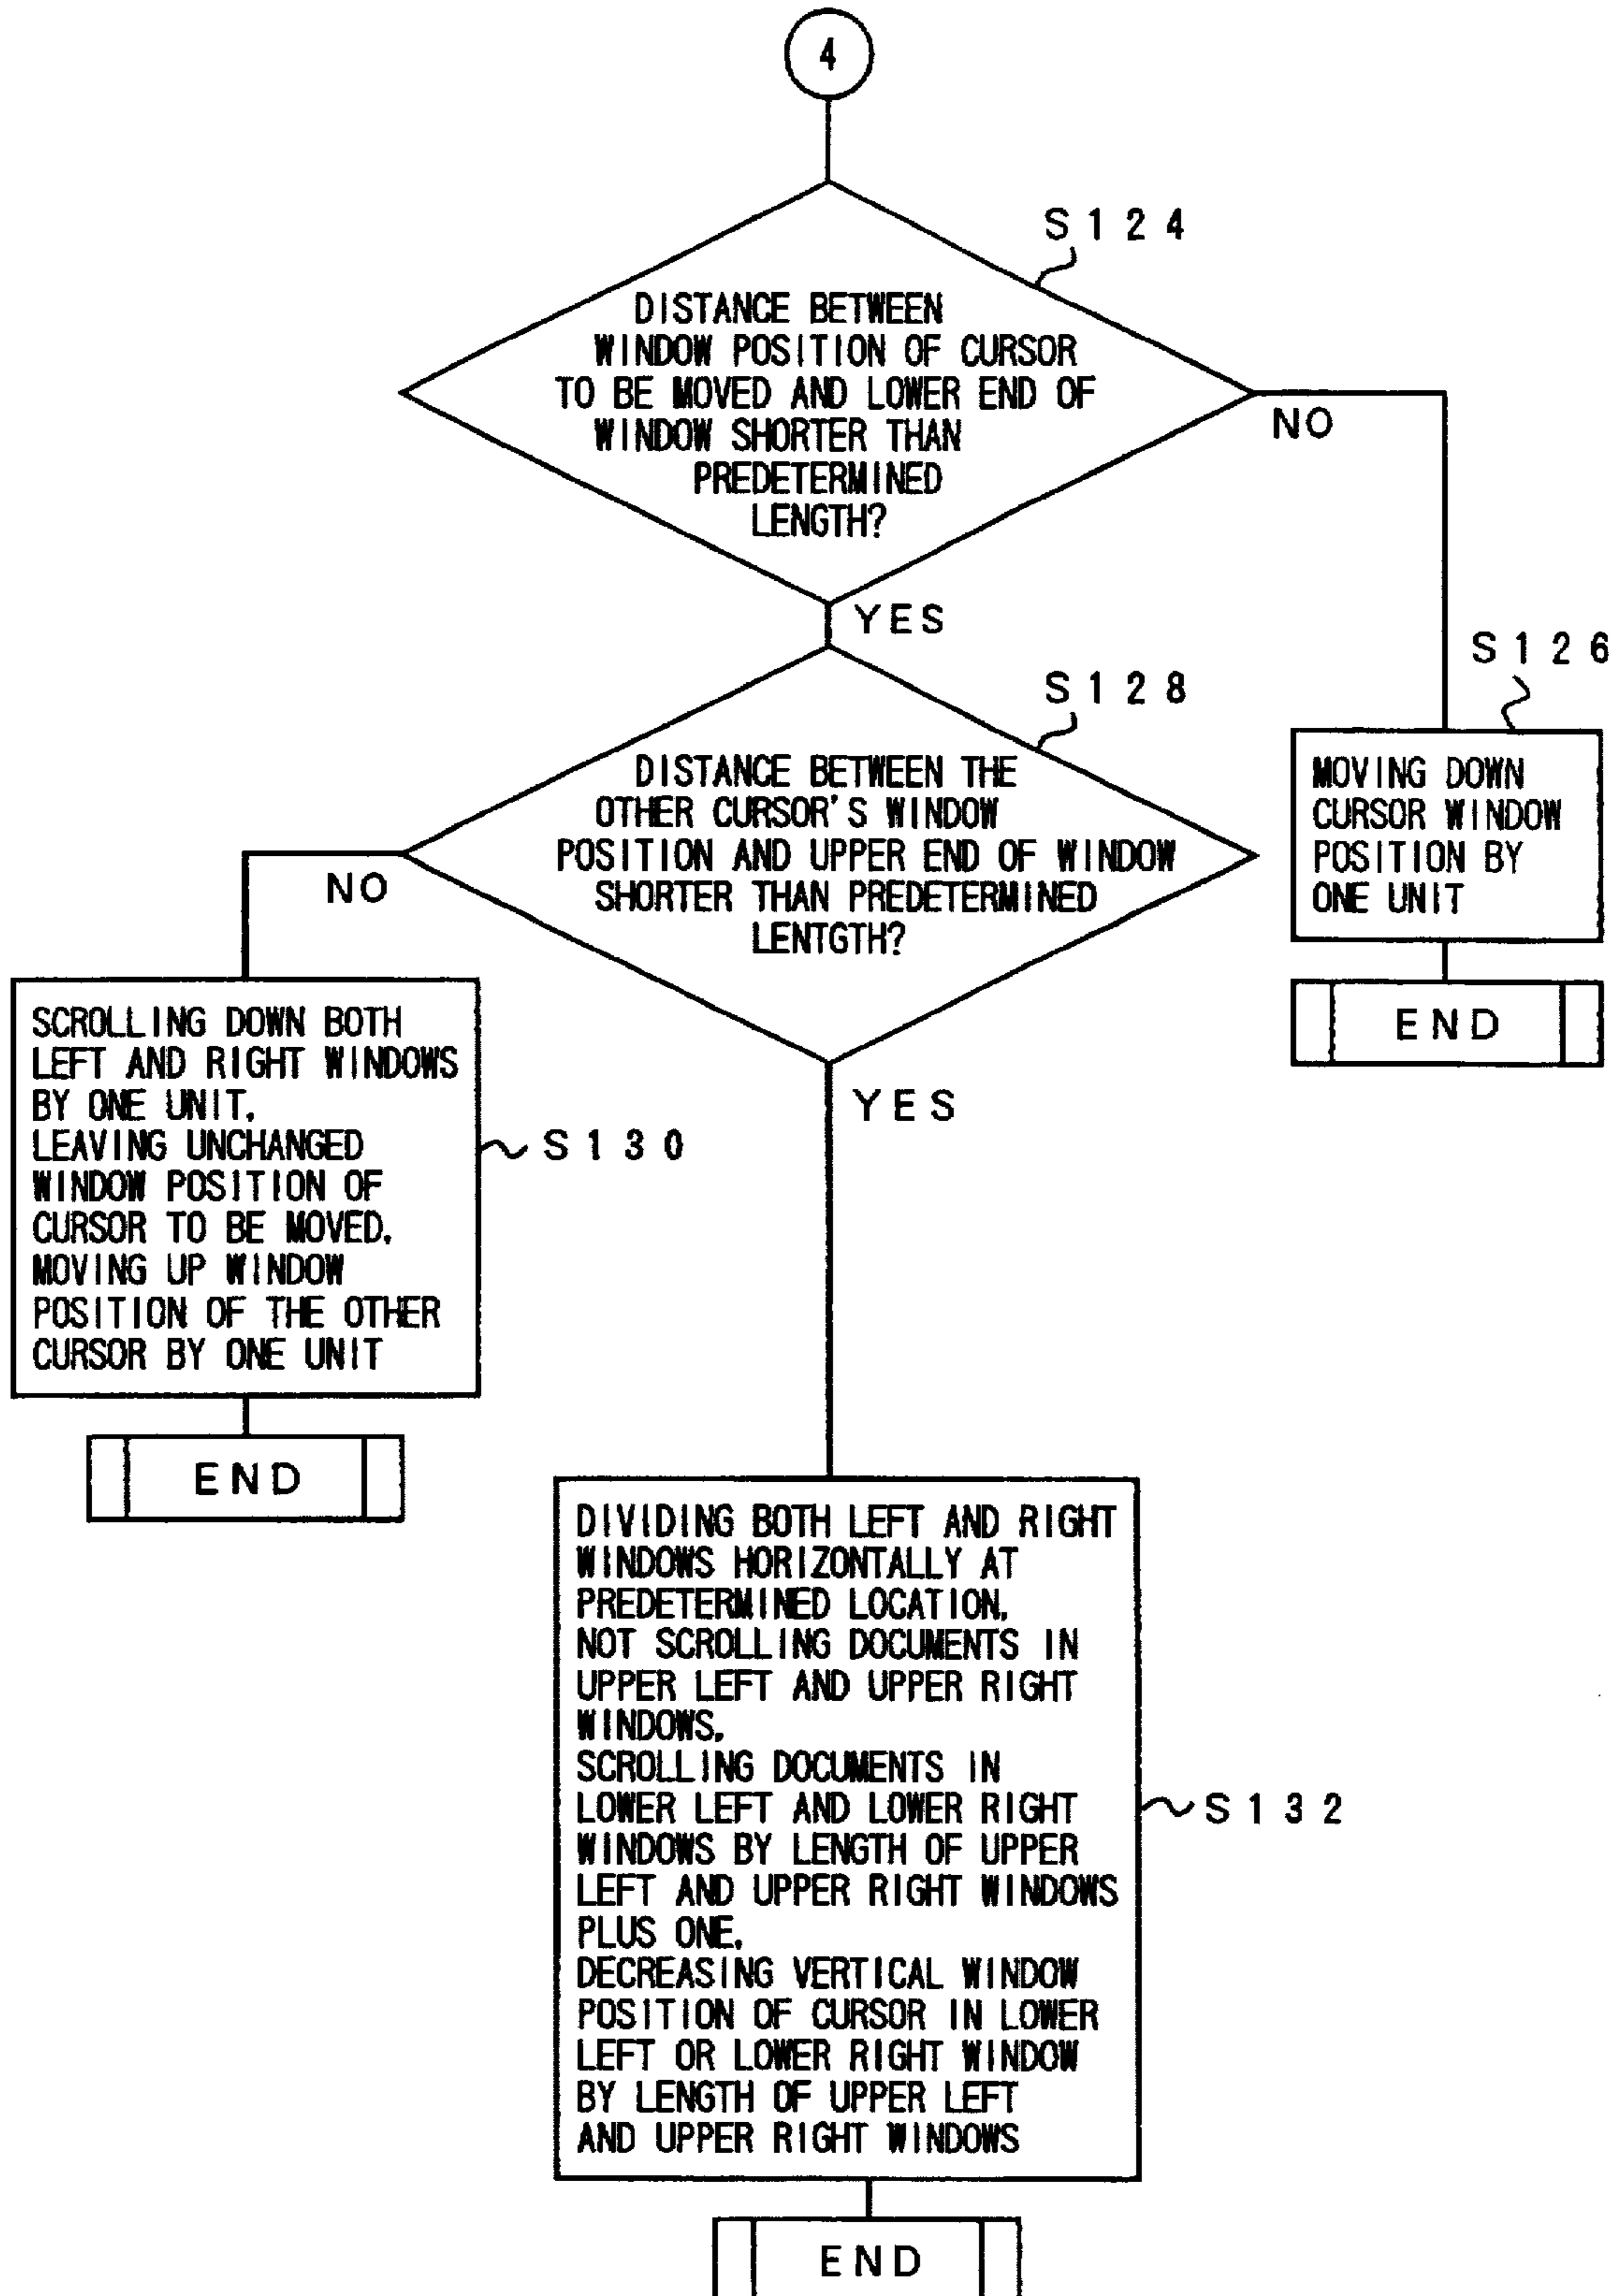 4
S124
DISTANCE BETWEEN
WINDOW POSITION OF CURSOR
TO BE MOVED AND LOWER END OF
WINDOW SHORTER THAN
PREDETERMINED
LENGTH?
NO
YES
S126
MOVING DOWN
CURSOR WINDOW
POSITION BY
ONE UNIT
END
S128
DISTANCE BETWEEN THE
OTHER CURSOR'S WINDOW
POSITION AND UPPER END OF WINDOW
SHORTER THAN PREDETERMINED
LENTGTH?
NO
YES
SCROLLING DOWN BOTH
LEFT AND RIGHT WINDOWS
BY ONE UNIT,
LEAVING UNCHANGED
WINDOW POSITION OF
CURSOR TO BE MOVED,
MOVING UP WINDOW
POSITION OF THE OTHER
CURSOR BY ONE UNIT
S130
END
DIVIDING BOTH LEFT AND RIGHT
WINDOWS HORIZONTALLY AT
PREDETERMINED LOCATION,
NOT SCROLLING DOCUMENTS IN
UPPER LEFT AND UPPER RIGHT
WINDOWS,
SCROLLING DOCUMENTS IN
LOWER LEFT AND LOWER RIGHT
WINDOWS BY LENGTH OF UPPER
LEFT AND UPPER RIGHT WINDOWS
PLUS ONE,
DECREASING VERTICAL WINDOW
POSITION OF CURSOR IN LOWER
LEFT OR LOWER RIGHT WINDOW
BY LENGTH OF UPPER LEFT
AND UPPER RIGHT WINDOWS
S132
END